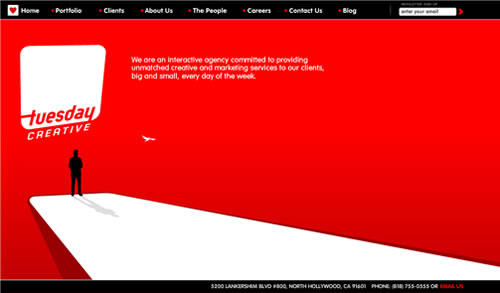 NEWSLETTER SIGN UP
Home Portfolio Clients About Us The People Careers Contact Us Blog enter your email
We are an interactive agency committed to providing
unmatched creative and marketing services to our clients,
big and small, every day of the week.
tuesday
CREATIVE
5200 LANKERSHIM BLVD #800, NORTH HOLLYWOOD, CA 91601 PHONE: (818) 755-0555 OR EMAIL US